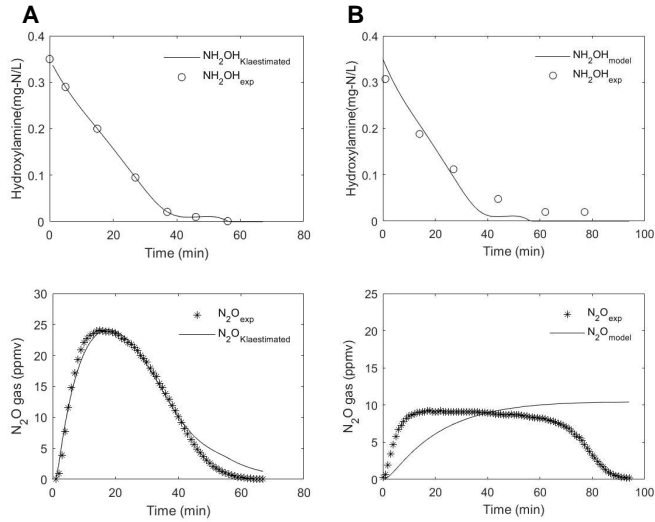 A
Hydroxylamine(mg-N/L)
0.4
0.3
0.2
0.1
0
NH2OHKlaestimated
NH2OHexp
0 20 40 60 80
Time (min)
B
Hydroxylamine(mg-N/L)
0.4
0.3
0.2
0.1
0
NH2OHmodel
NH2OHexp
0 20 40 60 80 100
Time (min)
N2O gas (ppmv)
30
25
20
15
10
5
0
N2Oexp
N2OKlaestimated
0 20 40 60 80
Time (min)
N2O gas (ppmv)
25
20
15
10
5
0
N2Oexp
N2Omodel
0 20 40 60 80 100
Time (min)